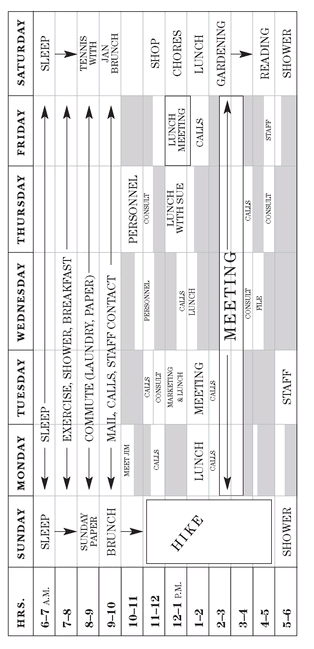 HRS. SUNDAY MONDAY TUESDAY WEDNESDAY THURSDAY FRIDAY SATURDAY
6–7 A.M. SLEEP SLEEP SLEEP
7–8 EXERCISE, SHOWER, BREAKFAST
8–9 SUNDAY PAPER COMMUTE (LAUNDRY, PAPER) TENNIS WITH
9–10 BRUNCH MAIL, CALLS, STAFF CONTACT JAN BRUNCH
10–11 MEET JIM PERSONNEL
11–12 CALLS CALLS CONSULT PERSONNEL CONSULT SHOP
12–1 P.M. HIKE MARKETING & LUNCH CALLS LUNCH WITH SUE LUNCH MEETING CHORES
1–2 LUNCH MEETING LUNCH CALLS LUNCH
2–3 CALLS CALLS MEETING GARDENING
3–4 CONSULT CALLS
4–5 FILE CONSULT STAFF READING
5–6 SHOWER STAFF SHOWER